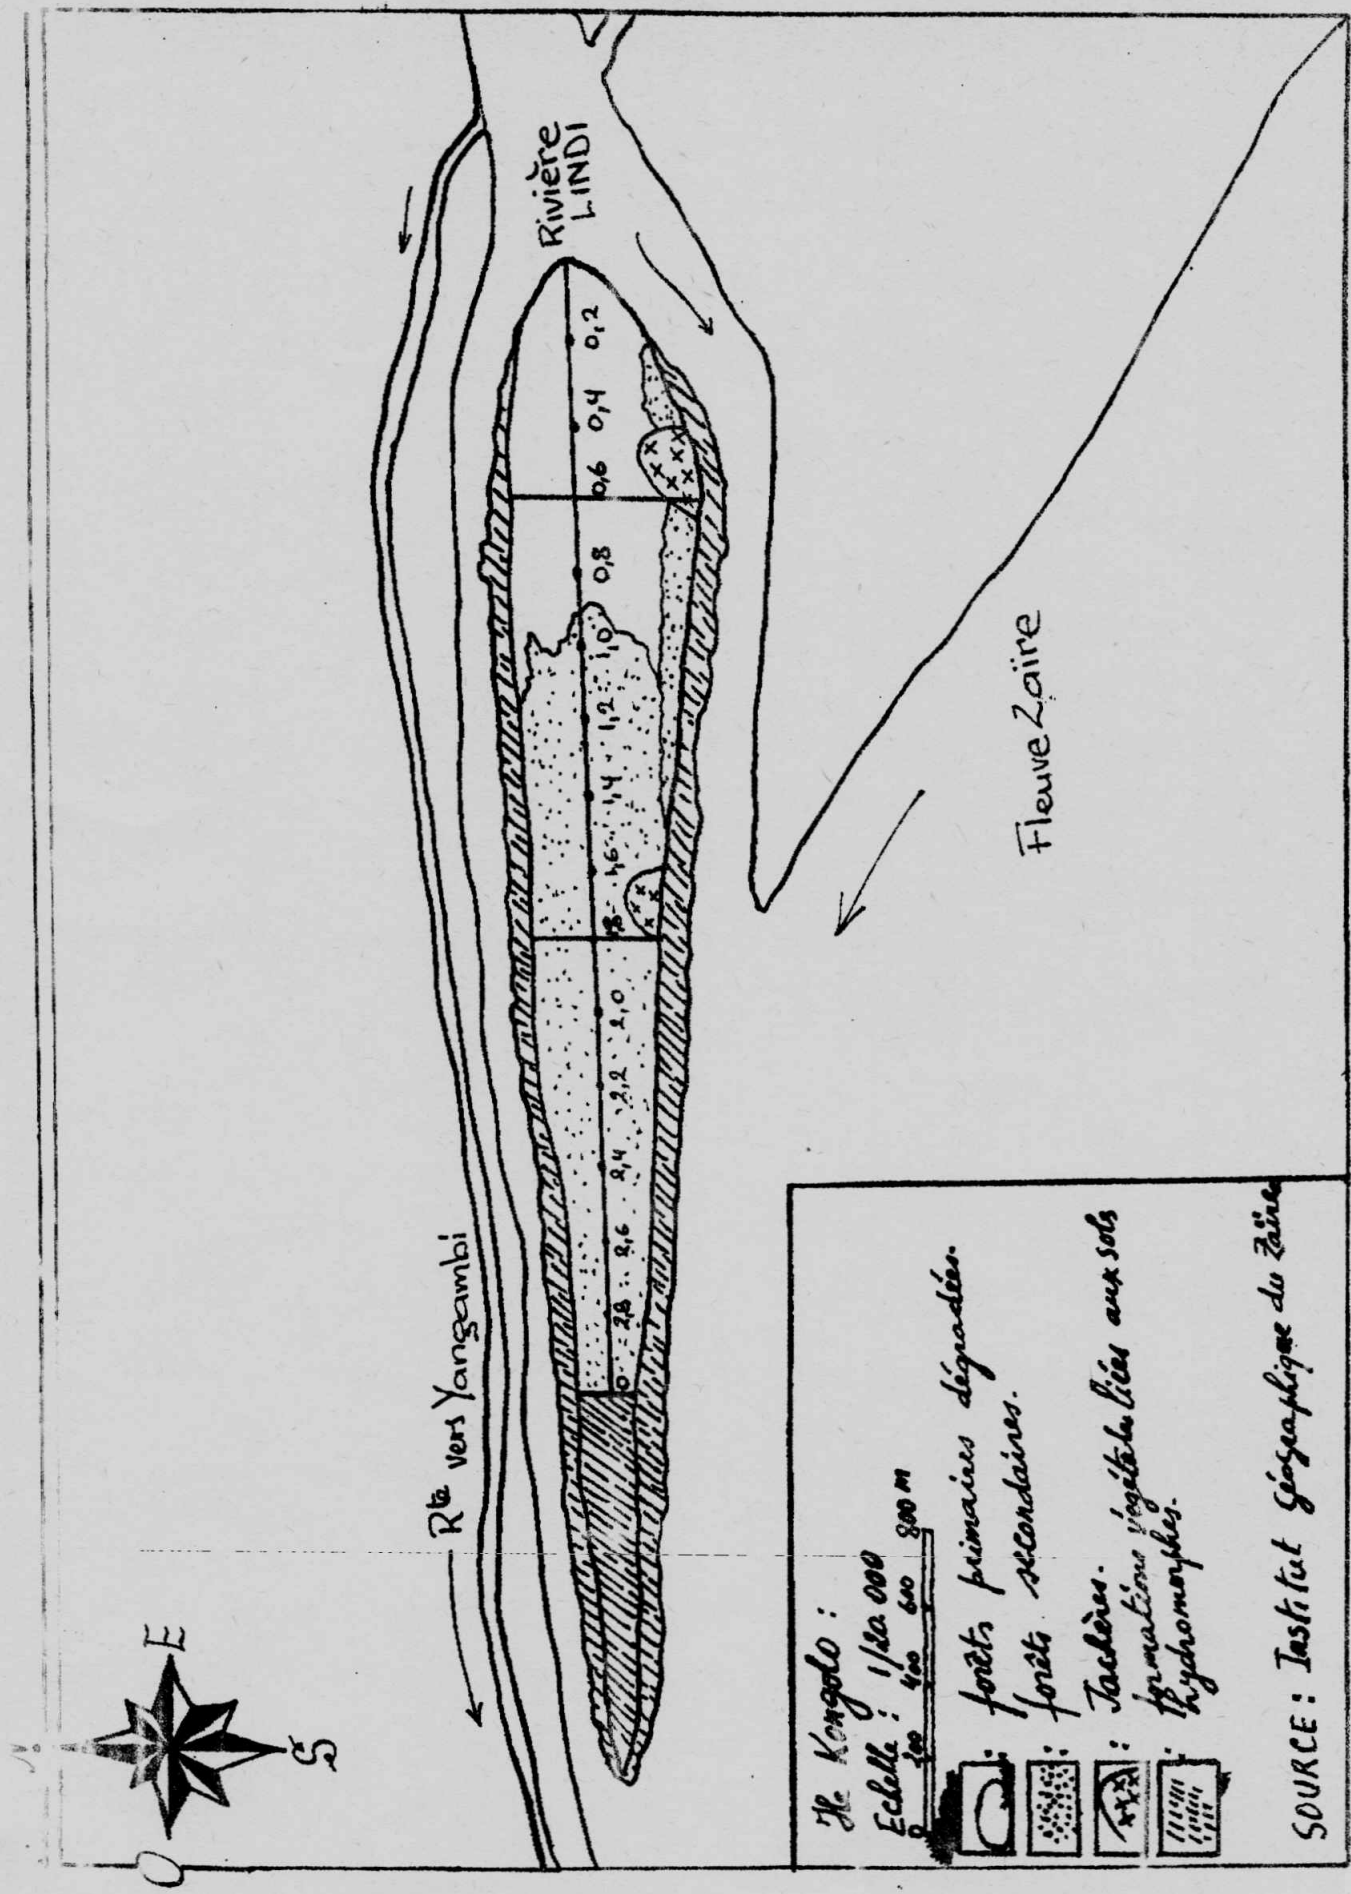 E
S
O
Rte vers Yangambi
Rivière
LINDI
0,2
0,4
0,6
0,8
1,0
1,2
1,4
1,6
1,8
2,0
2,2
2,4
2,6
2,8
Fleuve Zaïre
Ile Kongolo :
Echelle : 1/20.000
0 200 400 600 800 m
: forêts primaires dégradées.
: forêts secondaires.
: Jachères.
: formations végétales liées aux sols
hydromorphes.
SOURCE : Institut Géographique du Zaïre